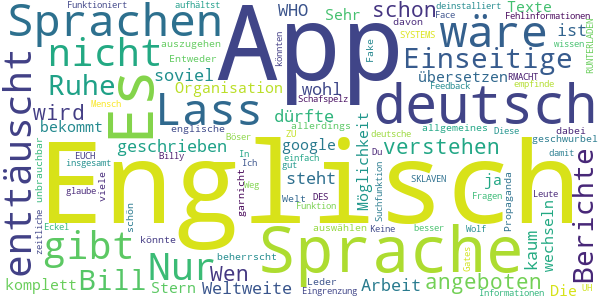 Funktioniert aufhältst WHO deinstalliert Texte
Sprachen App schon davon Face Fehlinformationen
auszugehen Sehr SYSTEMS wäre ist
Entweder könnten Fake wissen RUNTERLADEN
nicht soviel Einseitige
Ruhe Organisation wohl übersetzen Feedback RMACHT empfinde
enttäuscht Mensch Schafspelz
wird Es Lass dürfte allerdings allgemeines deutsch Diese dabei
bekommt englische Böser ZU Du deutsche geschwurbel
unbrauchbar EUCH geschrieben google Möglichkeit verstehen damit
insgesamt Billy In Ich einfach
glaube viele Englisch garnicht Weg Welt gut steht Suchfunktion SKLAVEN ja Leute Berichte
zeitliche schön DES Funktion Fragen Propaganda
Eckel gibt könnte Nur auswählen Sprache Keine besser Wolf kaum wechseln
beherrscht Wen Gates
komplett Bill Stern Weltweite Leder Eingrenzung Arbeit angeboten Informationen Die UH